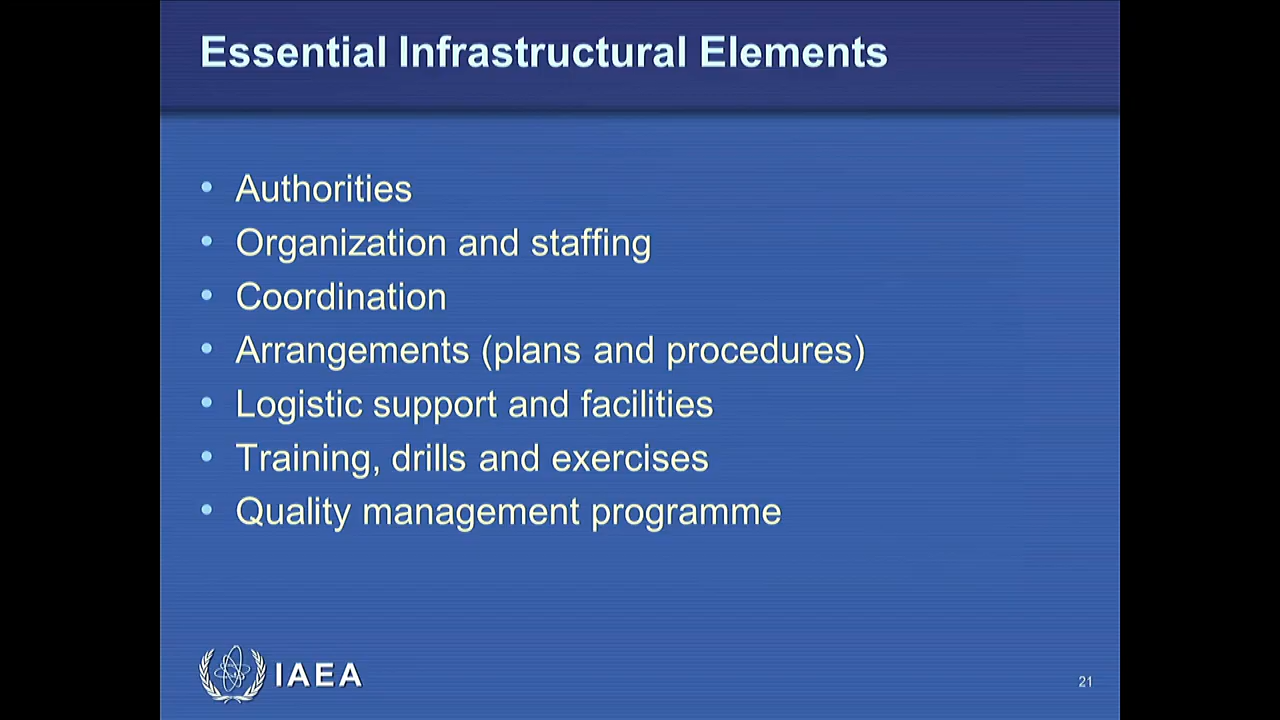 Essential Infrastructural Elements
• Authorities
• Organization and staffing
• Coordination
• Arrangements (plans and procedures)
• Logistic support and facilities
• Training, drills and exercises
• Quality management programme
IAEA
21